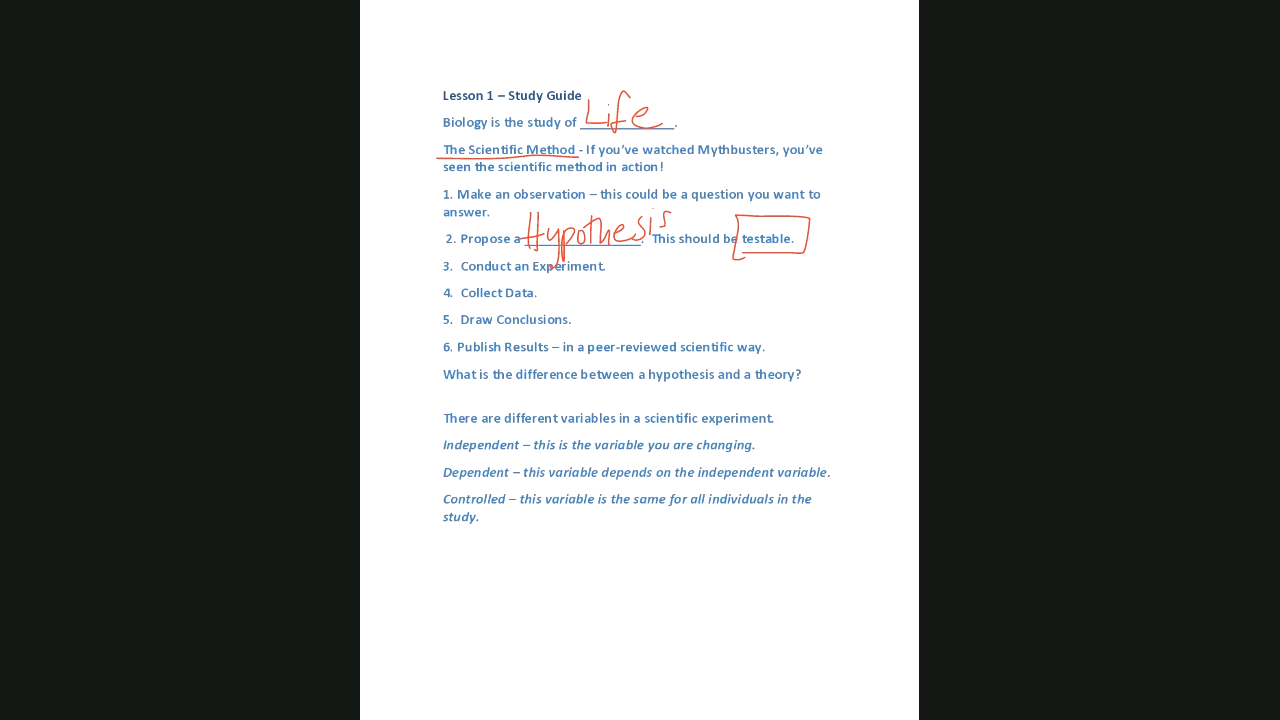 Lesson 1 – Study Guide
Biology is the study of Life.
The Scientific Method - If you've watched Mythbusters, you've
seen the scientific method in action!
1. Make an observation – this could be a question you want to
answer.
2. Propose a Hypothesis. This should be testable.
3. Conduct an Experiment.
4. Collect Data.
5. Draw Conclusions.
6. Publish Results – in a peer-reviewed scientific way.
What is the difference between a hypothesis and a theory?
There are different variables in a scientific experiment.
Independent – this is the variable you are changing.
Dependent – this variable depends on the independent variable.
Controlled – this variable is the same for all individuals in the
study.